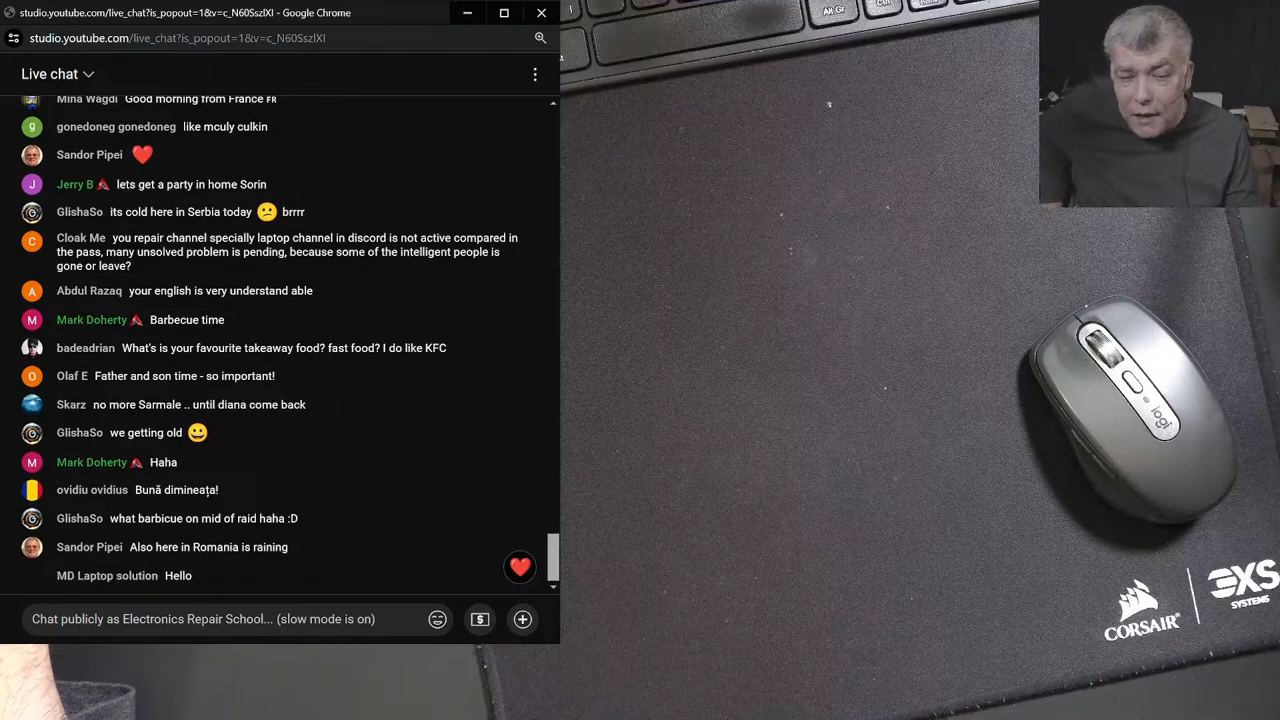 studio.youtube.com/live_chat?is_popout=1&v=c_N60SszlXI - Google Chrome
studio.youtube.com/live_chat?is_popout=1&v=c_N60SszlXI
Live chat
Mina Wagdi Good morning from France FR
g gonedoneg gonedoneg like mculy culkin
Sandor Pipei ❤️
J Jerry B lets get a party in home Sorin
GlishaSo its cold here in Serbia today 😕 brrrr
C Cloak Me you repair channel specially laptop channel in discord is not active compared in
the pass, many unsolved problem is pending, because some of the intelligent people is
gone or leave?
A Abdul Razaq your english is very understand able
M Mark Doherty Barbecue time
badeadrian What's is your favourite takeaway food? fast food? I do like KFC
O Olaf E Father and son time - so important!
Skarz no more Sarmale .. until diana come back
GlishaSo we getting old 😀
M Mark Doherty Haha
ovidiu ovidius Bună dimineața!
GlishaSo what barbicue on mid of raid haha :D
Sandor Pipei Also here in Romania is raining
MD Laptop solution Hello
Chat publicly as Electronics Repair School... (slow mode is on)
Alt Gr
Ctrl
logi
CORSAIR
EXS
SYSTEMS